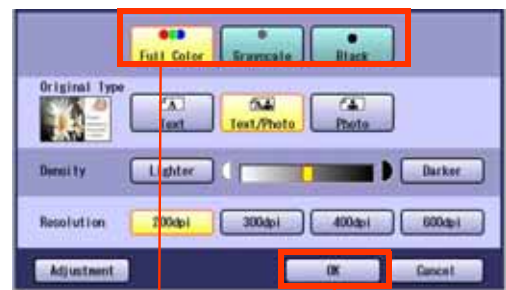 Full Color Grayscale Black
Original Type
Text Text/Photo Photo
Density Lighter Darker
Resolution 200dpi 300dpi 400dpi 600dpi
Adjustment OK Cancel